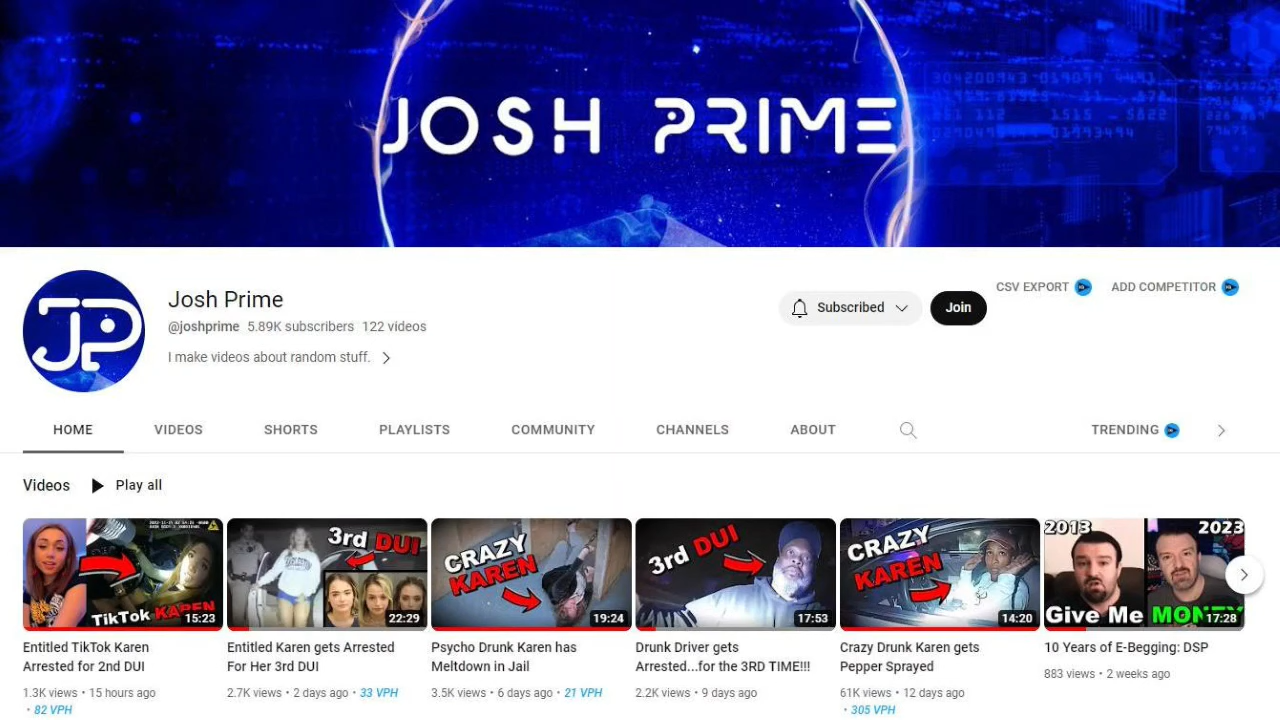 JOSH PRIME
JP
Josh Prime
@joshprime 5.89K subscribers 122 videos
I make videos about random stuff.
Subscribed
Join
CSV EXPORT
ADD COMPETITOR
HOME VIDEOS SHORTS PLAYLISTS COMMUNITY CHANNELS ABOUT TRENDING
Videos Play all
TikTok KAREN
15:23
Entitled TikTok Karen
Arrested for 2nd DUI
1.3K views • 15 hours ago
• 82 VPH
3rd DUI
22:29
Entitled Karen gets Arrested
For Her 3rd DUI
2.7K views • 2 days ago • 33 VPH
CRAZY
KAREN
19:24
Psycho Drunk Karen has
Meltdown in Jail
3.5K views • 6 days ago • 21 VPH
3rd DUI
17:53
Drunk Driver gets
Arrested...for the 3RD TIME!!!
2.2K views • 9 days ago
CRAZY
KAREN
14:20
Crazy Drunk Karen gets
Pepper Sprayed
61K views • 12 days ago
• 305 VPH
2013 2023
Give Me MONEY
17:28
10 Years of E-Begging: DSP
883 views • 2 weeks ago